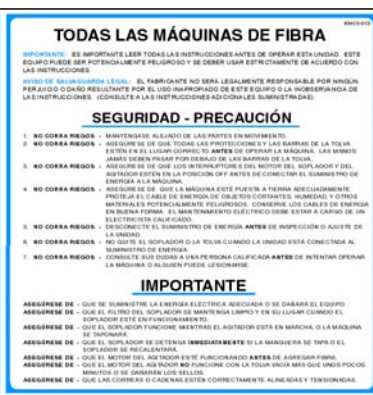 TODAS LAS MÁQUINAS DE FIBRA
IMPORTANTE: ES IMPORTANTE LEER TODAS LAS INSTRUCCIONES ANTES DE OPERAR ESTA UNIDAD. ESTE
EQUIPO PUEDE SER POTENCIALMENTE PELIGROSO Y SE DEBER USAR ESTRICTAMENTE DE ACUERDO CON
LAS INSTRUCCIONES.
AVISO DE SALVAGUARDA LEGAL: EL FABRICANTE NO SERÁ LEGALMENTE RESPONSABLE POR NINGÚN
PERJUICIO O DAÑO RESULTANTE POR EL USO INAPROPIADO DE ESTE EQUIPO O LA INOBSERVANCIA DE
LAS INSTRUCCIONES. (CONSULTE A LAS INSTRUCCIONES ADICIONALES SUMINISTRADAS)
SEGURIDAD - PRECAUCIÓN
1. NO CORRA RIEGOS - MANTÉNGASE ALEJADO DE LAS PARTES EN MOVIMIENTO.
2. NO CORRA RIEGOS - ASEGÚRESE DE QUE TODAS LAS PROTECCIONES Y LAS BARRAS DE LA TOLVA
ESTÉN EN EL LUGAR CORRECTO ANTES DE OPERAR LA MÁQUINA. LAS MANOS
JAMÁS DEBEN PASAR POR DEBAJO DE LAS BARRAS DE LA TOLVA.
3. NO CORRA RIEGOS - ASEGÚRESE DE QUE LOS INTERRUPTORES DEL MOTOR DEL SOPLADOR Y DEL
AGITADOR ESTÉN EN LA POSICIÓN OFF ANTES DE CONECTAR EL SUMINISTRO DE
ENERGÍA A LA MÁQUINA.
4. NO CORRA RIEGOS - ASEGÚRESE DE QUE LA MÁQUINA ESTÉ PUESTA A TIERRA ADECUADAMENTE
PROTEJA EL CABLE DE ENERGÍA DE OBJETOS CORTANTES, HUMEDAD, Y OTROS
MATERIALES POTENCIALMENTE PELIGROSOS. CONSERVE LOS CABLES DE ENERGÍA
EN BUENA FORMA. EL MANTENIMIENTO ELÉCTRICO DEBE ESTAR A CARGO DE UN
ELECTRICISTA CALIFICADO.
5. NO CORRA RIEGOS - DESCONECTE EL SUMINISTRO DE ENERGÍA ANTES DE INSPECCIÓN O AJUSTE DE
LA UNIDAD.
6. NO CORRA RIEGOS - NO QUITE EL SOPLADOR O LA TOLVA CUANDO LA UNIDAD ESTÁ CONECTADA AL
SUMINISTRO DE ENERGÍA.
7. NO CORRA RIEGOS - CONSULTE SUS DUDAS A UNA PERSONA CALIFICADA ANTES DE INTENTAR OPERAR
LA MÁQUINA O ALGUIEN PUEDE LESIONARSE.
IMPORTANTE
ASEGÚRESE DE - QUE SE SUMINISTRE LA ENERGÍA ELÉCTRICA ADECUADA O SE DAÑARÁ EL EQUIPO.
ASEGÚRESE DE - QUE EL FILTRO DEL SOPLADOR SE MANTENGA LIMPIO Y EN SU LUGAR CUANDO EL
SOPLADOR ESTÉ EN FUNCIONAMIENTO.
ASEGÚRESE DE - QUE EL SOPLADOR FUNCIONE MIENTRAS EL AGITADOR ESTÁ EN MARCHA, O LA MÁQUINA
SE TAPONARÁ.
ASEGÚRESE DE - QUE EL SOPLADOR SE DETENGA INMEDIATAMENTE SI LA MANGUERA SE TAPA O EL
SOPLADOR SE RECALENTARÁ.
ASEGÚRESE DE - QUE EL MOTOR DEL AGITADOR ESTÉ FUNCIONANDO ANTES DE AGREGAR FIBRA.
ASEGÚRESE DE - QUE EL MOTOR DEL AGITADOR NO FUNCIONE CON LA TOLVA VACÍA MÁS QUE UNOS POCOS
MINUTOS O SE DAÑARÁN LOS SELLOS.
ASEGÚRESE DE - QUE LAS CORREAS O CADENAS ESTÉN CORRECTAMENTE ALINEADAS Y TENSIONADAS.